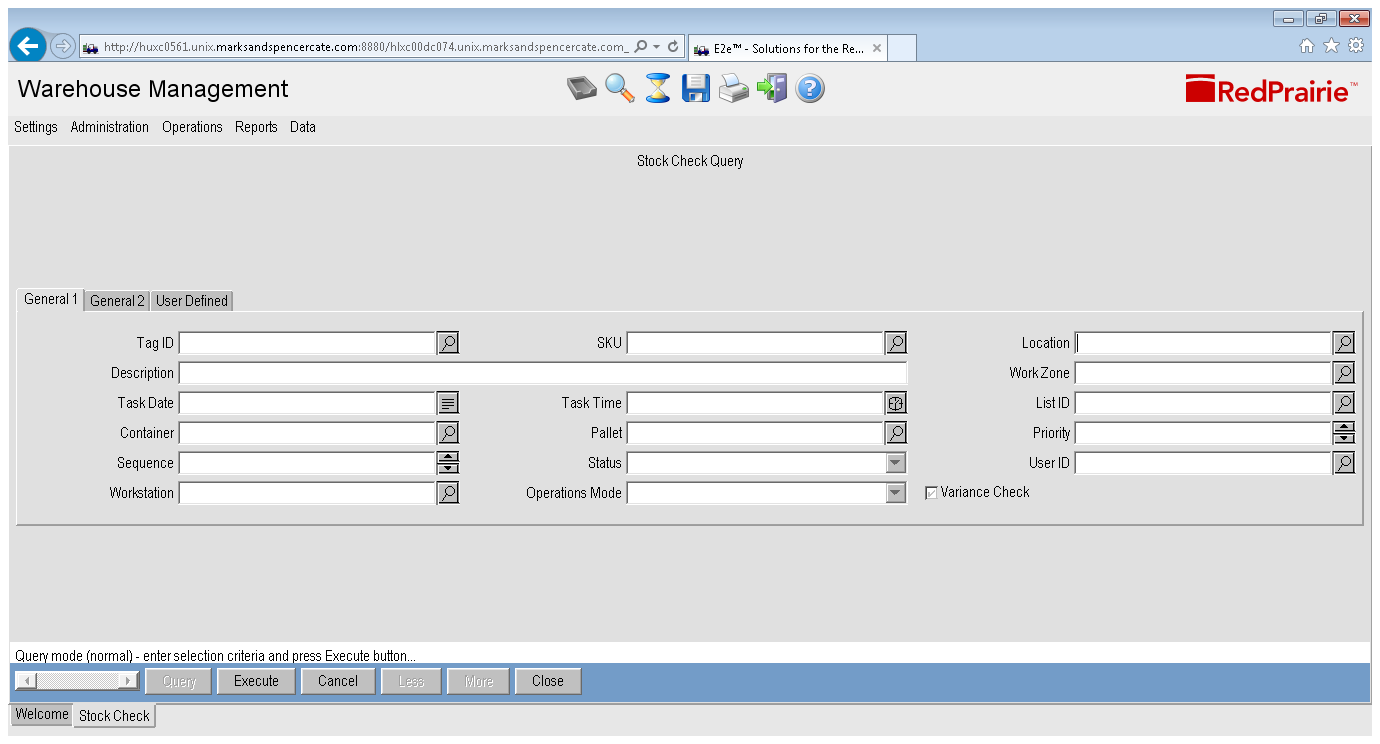 http://huxc0561.unix.marksandspencercate.com:8880/hlxc00dc074.unix.marksandspencercate.com_
E2e™ - Solutions for the Re...
Warehouse Management
RedPrairie™
Settings Administration Operations Reports Data
Stock Check Query
General 1 General 2 User Defined
Tag ID SKU Location
Description Work Zone
Task Date Task Time List ID
Container Pallet Priority
Sequence Status User ID
Workstation Operations Mode Variance Check
Query mode (normal) - enter selection criteria and press Execute button...
Query Execute Cancel Less More Close
Welcome Stock Check